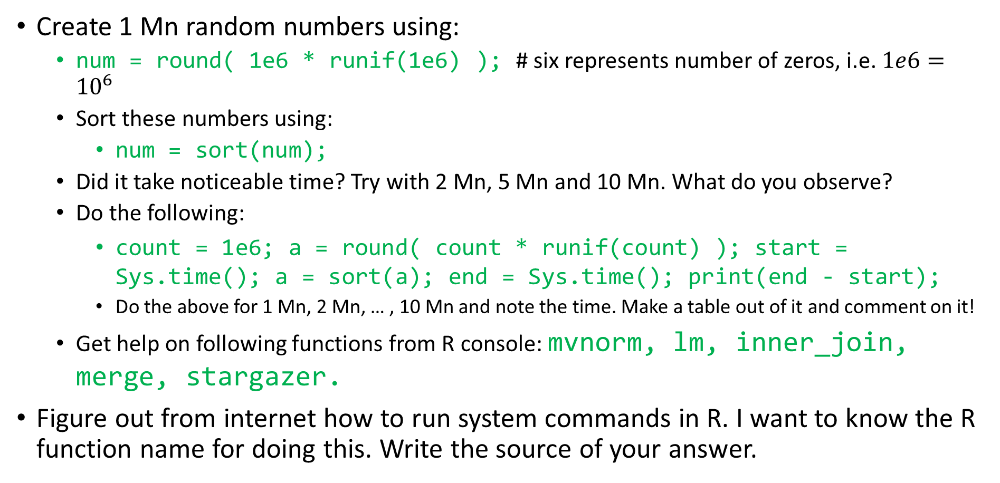 • Create 1 Mn random numbers using:
• num = round( 1e6 * runif(1e6) ); # six represents number of zeros, i.e. 1e6 =
10⁶
• Sort these numbers using:
• num = sort(num);
• Did it take noticeable time? Try with 2 Mn, 5 Mn and 10 Mn. What do you observe?
• Do the following:
• count = 1e6; a = round( count * runif(count) ); start =
Sys.time(); a = sort(a); end = Sys.time(); print(end - start);
• Do the above for 1 Mn, 2 Mn, … , 10 Mn and note the time. Make a table out of it and comment on it!
• Get help on following functions from R console: mvnorm, lm, inner_join,
merge, stargazer.
• Figure out from internet how to run system commands in R. I want to know the R
function name for doing this. Write the source of your answer.